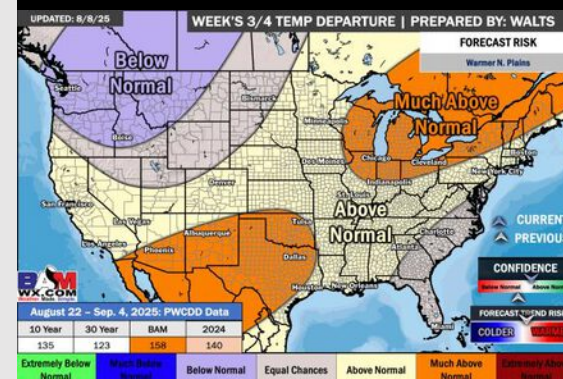 UPDATED: 8/8/25
WEEK'S 3/4 TEMP DEPARTURE | PREPARED BY: WALTS
FORECAST RISK
Warmer N. Plains
Below
Normal
Seattle
Boise
Bismarck
Minneapolis
Much Above
Normal
Boston
New York City
Chicago
Cleveland
Des Moines
Indianapolis
Denver
St. Louis
San Francisco
Above
Normal
Las Vegas
Los Angeles
Phoenix
Albuquerque
Tulsa
Dallas
Charlotte
Atlanta
Houston
New Orleans
Miami
CURRENT
PREVIOUS
CONFIDENCE
Below Normal
FORECAST TREND RISK
COLDER
WARMER
BAM
WX.COM
Weather Made Simple
August 22 – Sep. 4, 2025: PWCDD Data
10 Year 30 Year BAM 2024
135 123 158 140
Extremely Below Normal
Much Below Normal
Below Normal
Equal Chances
Above Normal
Much Above Normal
Extremely Above Normal